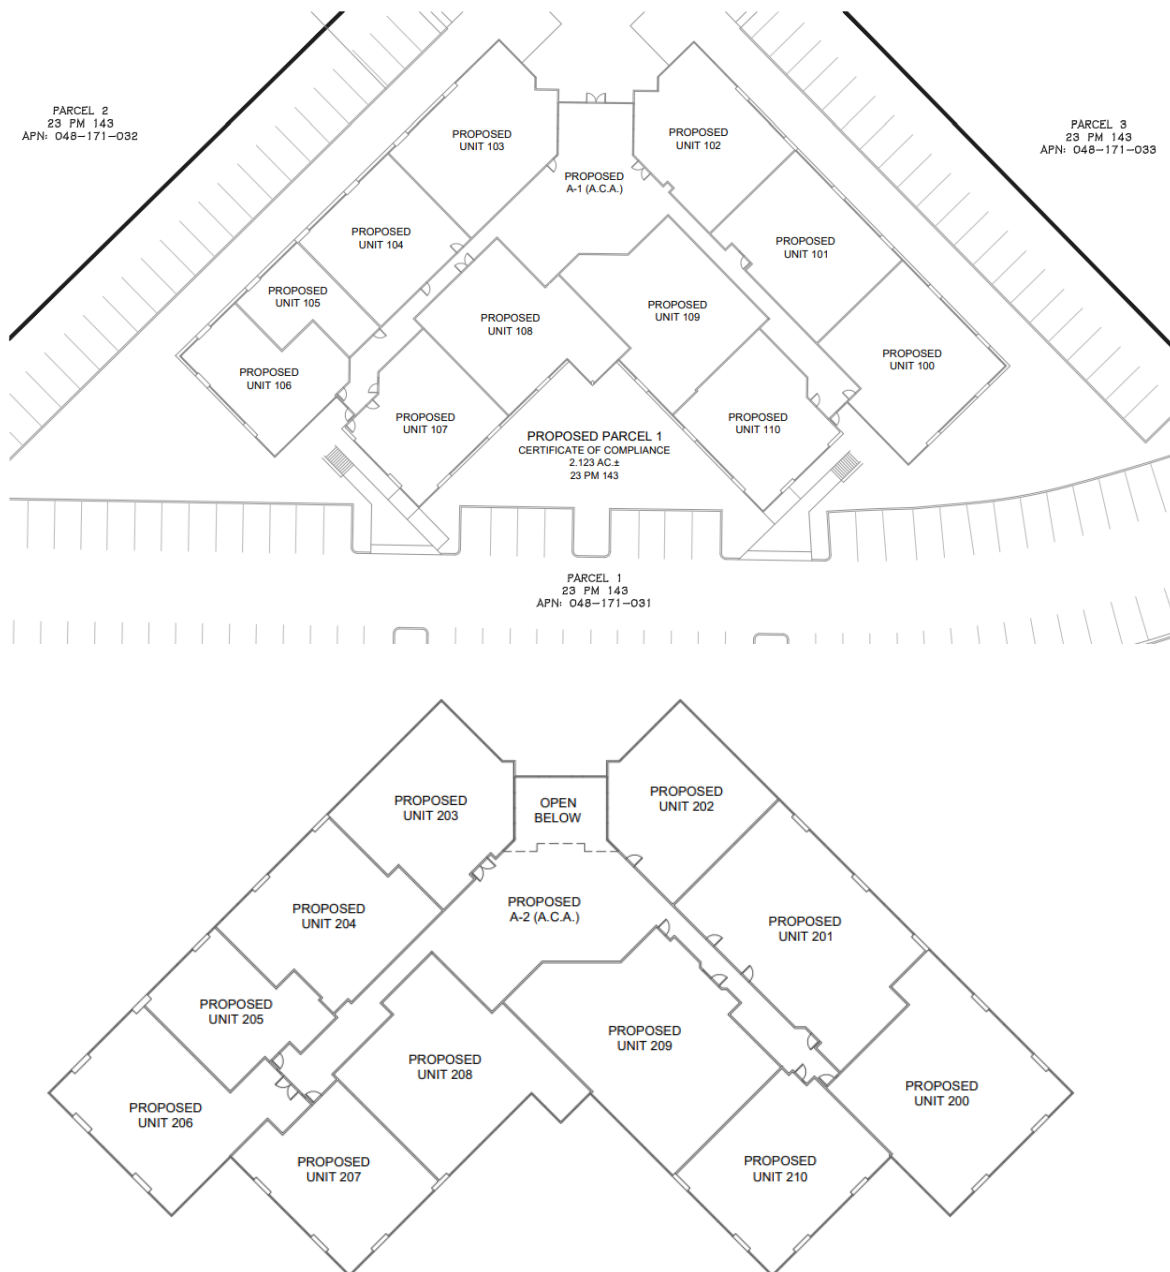 PARCEL 2
23 PM 143
APN: 048-171-032
PARCEL 3
23 PM 143
APN: 048-171-033
PROPOSED
UNIT 103
PROPOSED
UNIT 102
PROPOSED
A-1 (A.C.A.)
PROPOSED
UNIT 104
PROPOSED
UNIT 101
PROPOSED
UNIT 105
PROPOSED
UNIT 108
PROPOSED
UNIT 109
PROPOSED
UNIT 106
PROPOSED
UNIT 100
PROPOSED
UNIT 107
PROPOSED
UNIT 110
PROPOSED PARCEL 1
CERTIFICATE OF COMPLIANCE
2.123 AC.±
23 PM 143
PARCEL 1
23 PM 143
APN: 048-171-031
PROPOSED
UNIT 203
OPEN
BELOW
PROPOSED
UNIT 202
PROPOSED
UNIT 204
PROPOSED
A-2 (A.C.A.)
PROPOSED
UNIT 201
PROPOSED
UNIT 205
PROPOSED
UNIT 208
PROPOSED
UNIT 209
PROPOSED
UNIT 206
PROPOSED
UNIT 200
PROPOSED
UNIT 207
PROPOSED
UNIT 210